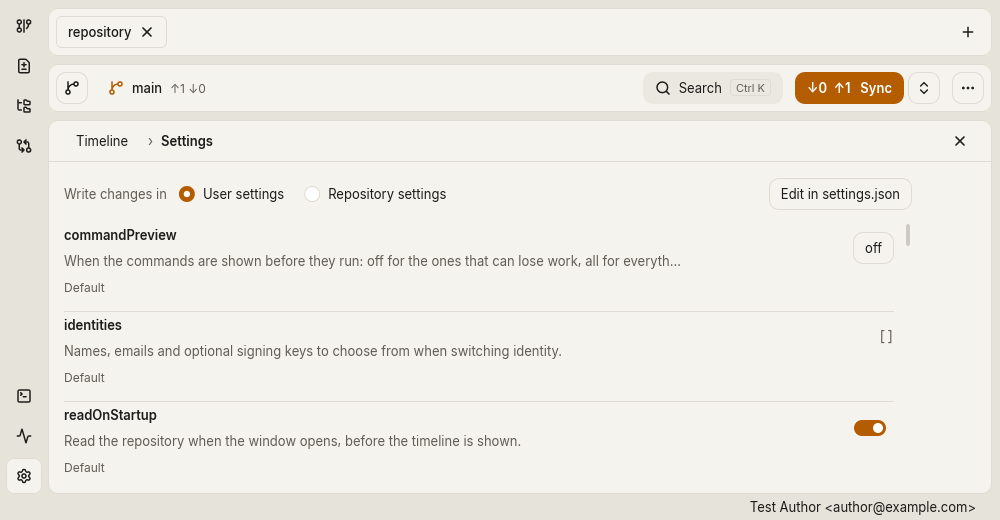 repository
main ↑1 ↓0
Search Ctrl K
↓0 ↑1 Sync
Timeline › Settings
Write changes in User settings Repository settings
Edit in settings.json
commandPreview
When the commands are shown before they run: off for the ones that can lose work, all for everyth...
Default
off
identities
Names, emails and optional signing keys to choose from when switching identity.
Default
[]
readOnStartup
Read the repository when the window opens, before the timeline is shown.
Default
Test Author <author@example.com>